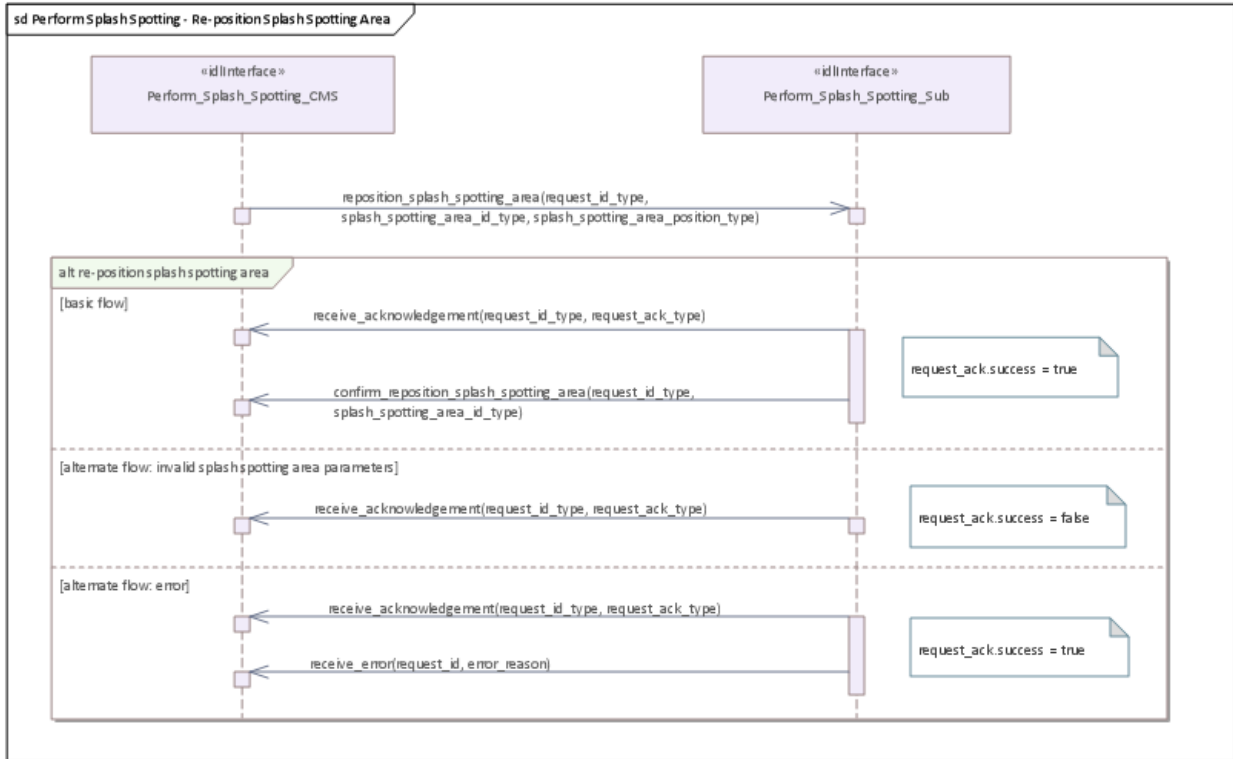 sd Perform Splash Spotting - Re-position Splash Spotting Area
«idlInterface»
Perform_Splash_Spotting_CMS
«idlInterface»
Perform_Splash_Spotting_Sub
reposition_splash_spotting_area(request_id_type,
splash_spotting_area_id_type, splash_spotting_area_position_type)
alt re-position splash spotting area
[basic flow]
receive_acknowledgement(request_id_type, request_ack_type)
request_ack.success = true
confirm_reposition_splash_spotting_area(request_id_type,
splash_spotting_area_id_type)
[alternate flow: invalid splash spotting area parameters]
receive_acknowledgement(request_id_type, request_ack_type)
request_ack.success = false
[alternate flow: error]
receive_acknowledgement(request_id_type, request_ack_type)
request_ack.success = true
receive_error(request_id, error_reason)